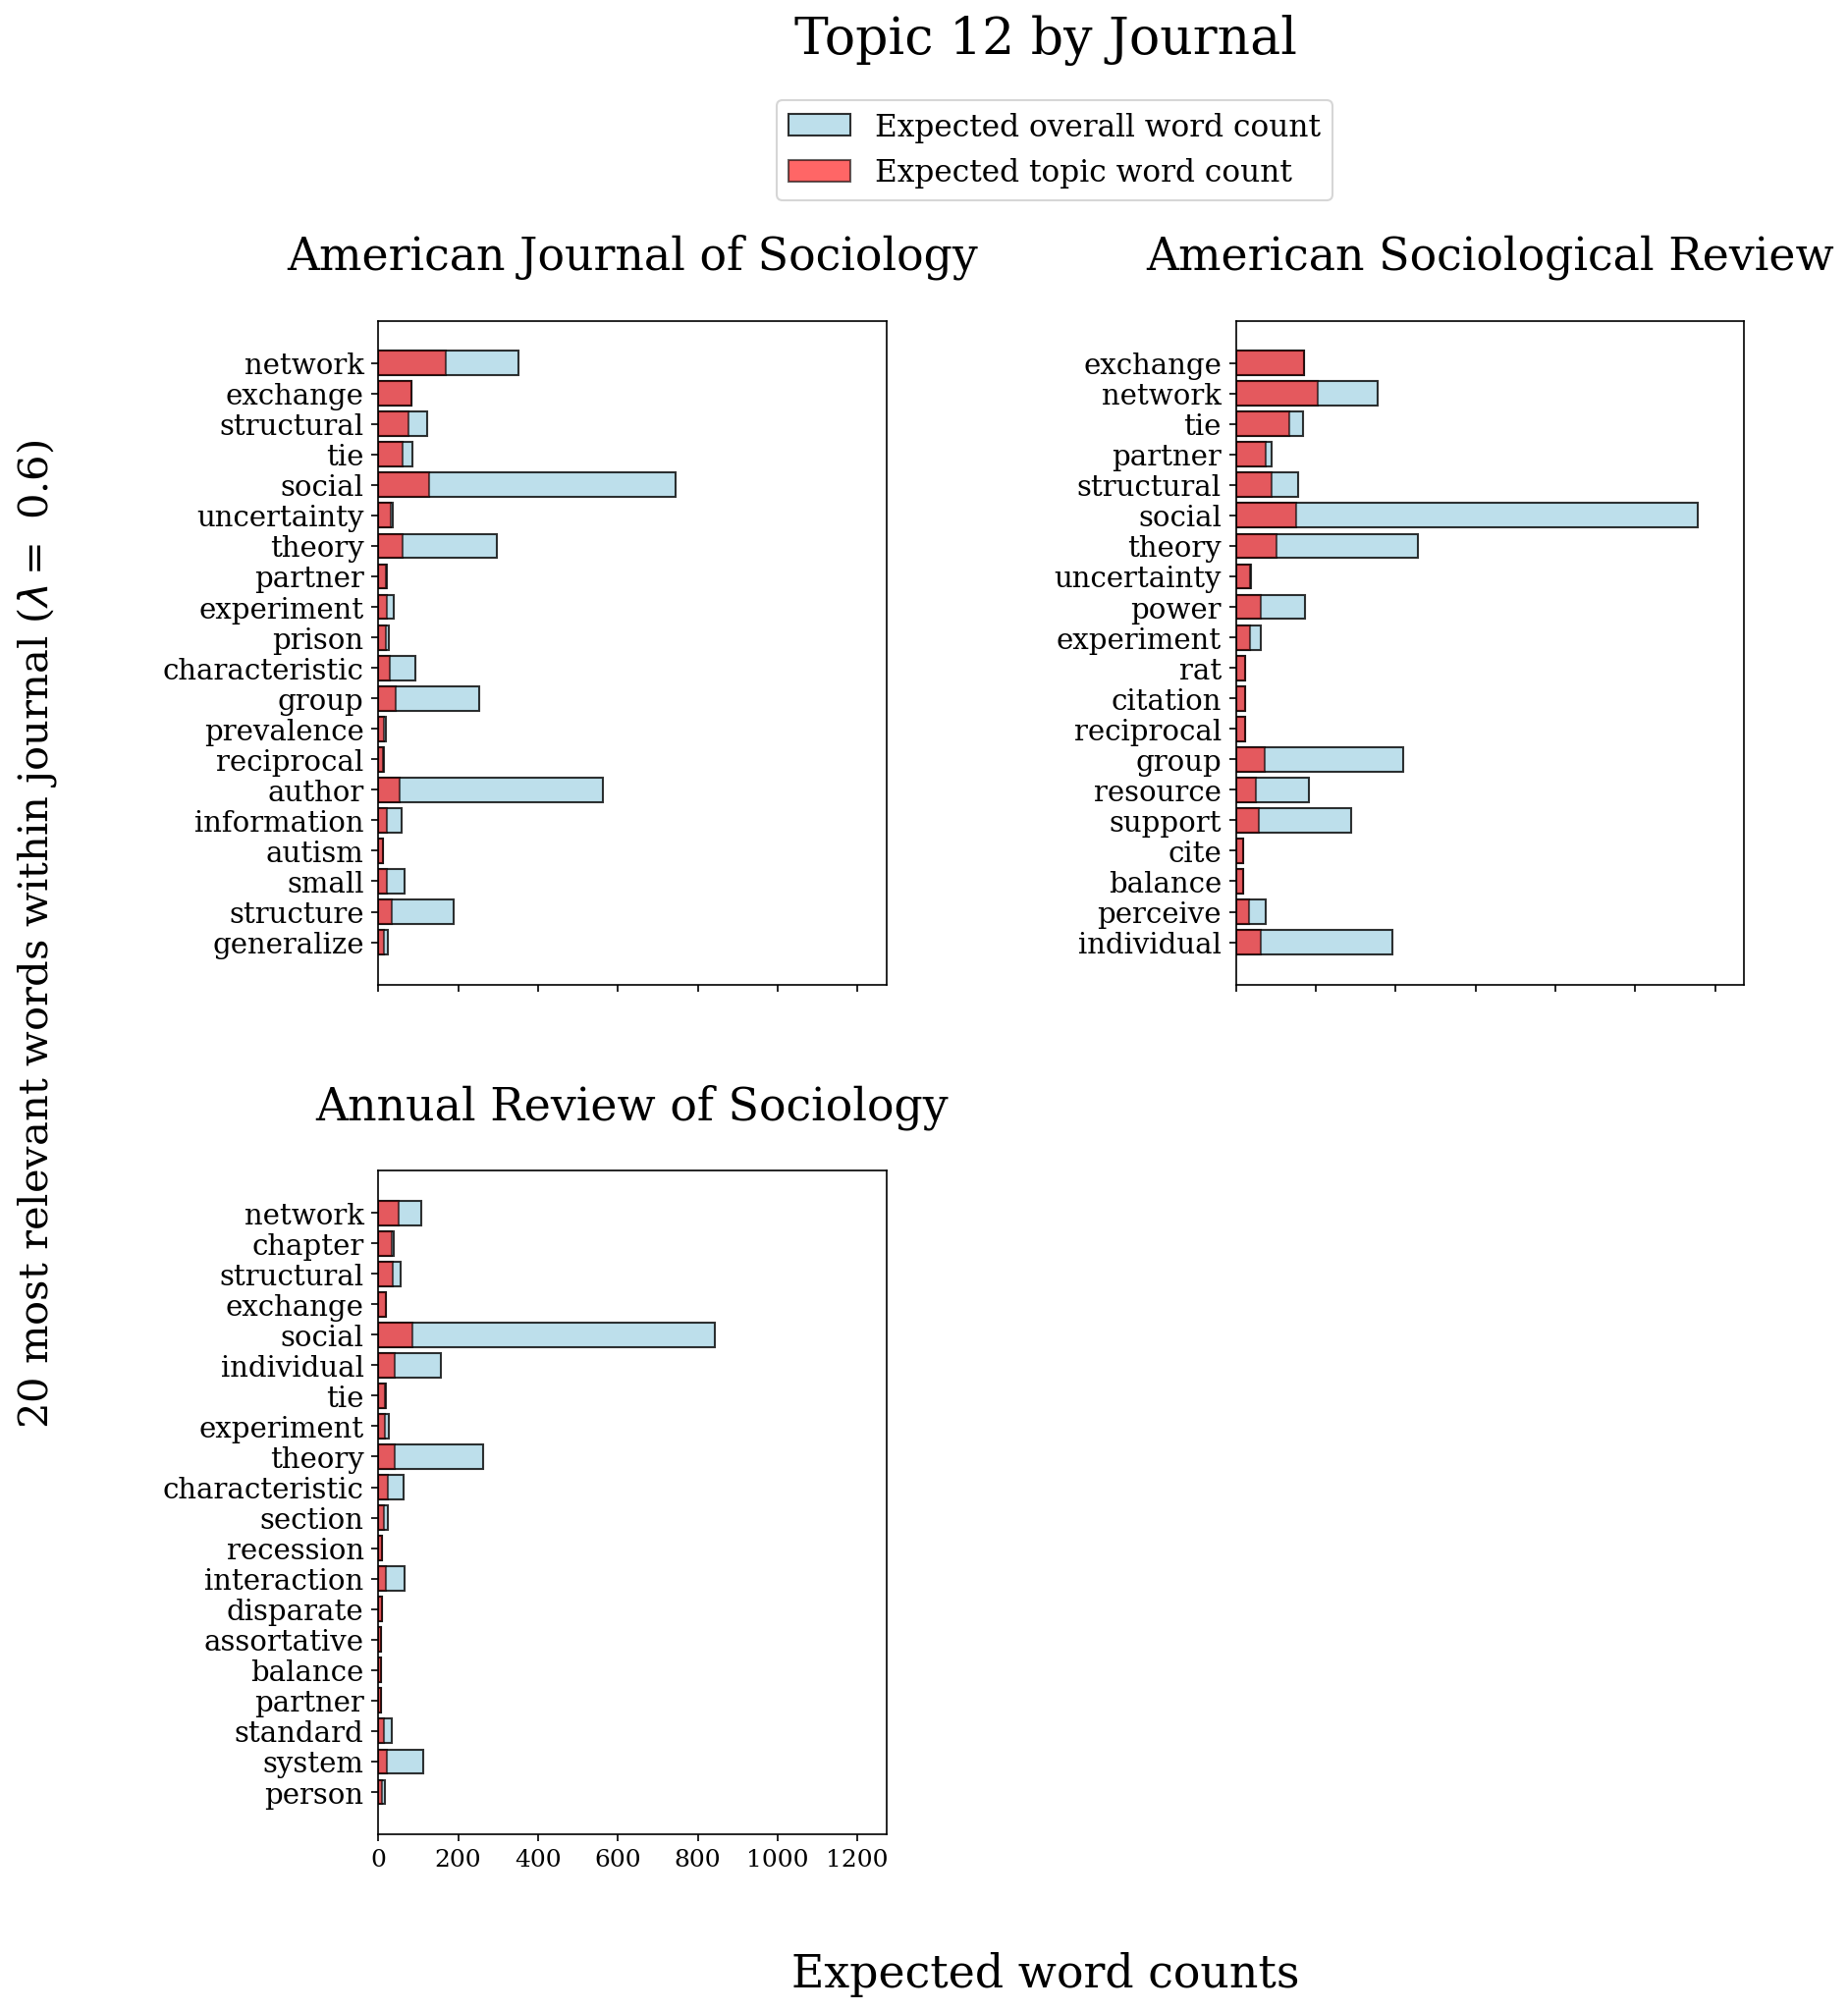 Topic 12 by Journal
Expected overall word count
Expected topic word count
American Journal of Sociology
network
exchange
structural
tie
social
uncertainty
theory
partner
experiment
prison
characteristic
group
prevalence
reciprocal
author
information
autism
small
structure
generalize
American Sociological Review
exchange
network
tie
partner
structural
social
theory
uncertainty
power
experiment
rat
citation
reciprocal
group
resource
support
cite
balance
perceive
individual
20 most relevant words within journal (λ = 0.6)
Annual Review of Sociology
network
chapter
structural
exchange
social
individual
tie
experiment
theory
characteristic
section
recession
interaction
disparate
assortative
balance
partner
standard
system
person
0 200 400 600 800 1000 1200
Expected word counts